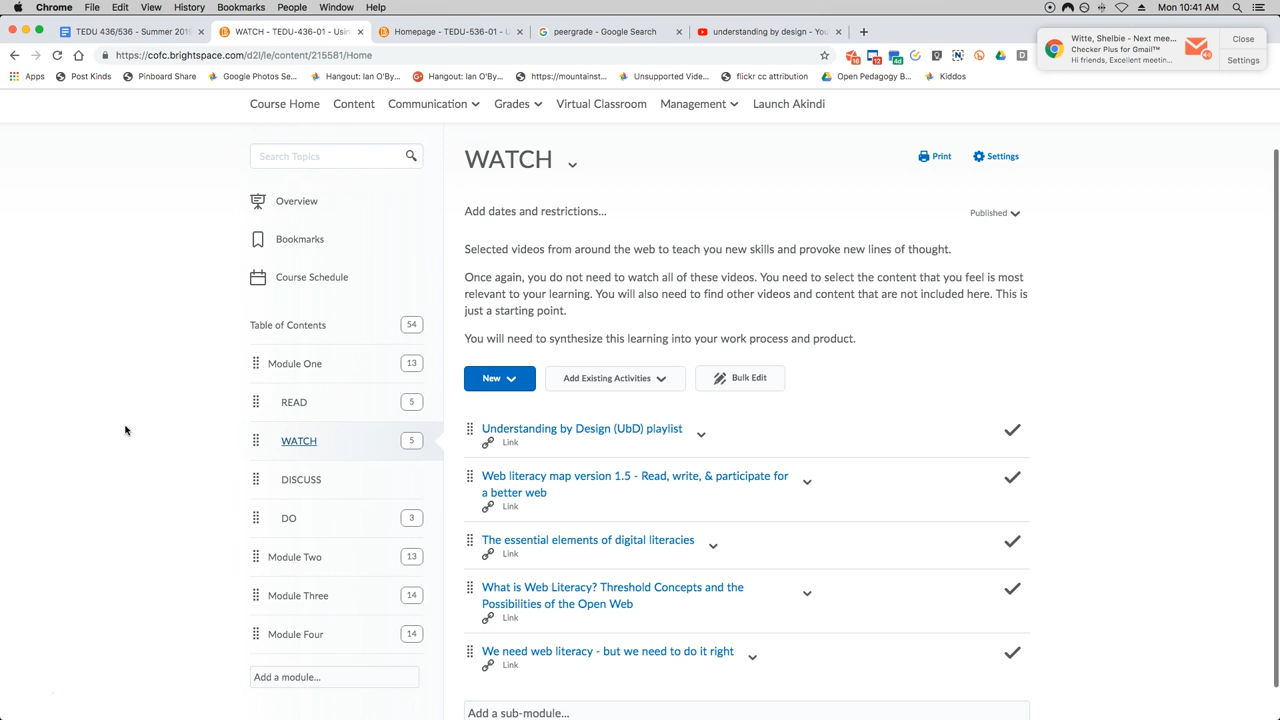 Chrome File Edit View History Bookmarks People Window Help Mon 10:41 AM
TEDU 436/536 - Summer 2019 WATCH - TEDU-436-01 - Usin Homepage - TEDU-536-01 - U peergrade - Google Search understanding by design - You
https://cofc.brightspace.com/d2l/le/content/215581/Home
Witte, Shelbie - Next mee...
Checker Plus for Gmail™
Hi friends, Excellent meetin...
Close
Settings
Apps Post Kinds Pinboard Share Google Photos Se... Hangout: Ian O'By... Hangout: Ian O'By... https://mountainst... Unsupported Vide... flickr cc attribution Open Pedagogy B... Kiddos
Course Home Content Communication Grades Virtual Classroom Management Launch Akindi
Search Topics
Overview
Bookmarks
Course Schedule
Table of Contents 54
Module One 13
READ 5
WATCH 5
DISCUSS
DO 3
Module Two 13
Module Three 14
Module Four 14
Add a module...
WATCH
Print Settings
Add dates and restrictions...
Published
Selected videos from around the web to teach you new skills and provoke new lines of thought.
Once again, you do not need to watch all of these videos. You need to select the content that you feel is most
relevant to your learning. You will also need to find other videos and content that are not included here. This is
just a starting point.
You will need to synthesize this learning into your work process and product.
New Add Existing Activities Bulk Edit
Understanding by Design (UbD) playlist
Link
Web literacy map version 1.5 - Read, write, & participate for
a better web
Link
The essential elements of digital literacies
Link
What is Web Literacy? Threshold Concepts and the
Possibilities of the Open Web
Link
We need web literacy - but we need to do it right
Link
Add a sub-module...